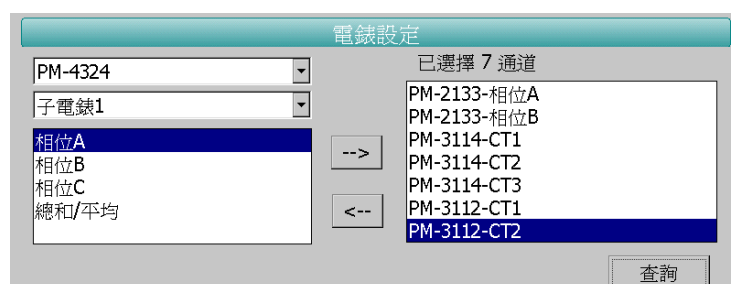 電錶設定
PM-4324
子電錶1
相位A
相位B
相位C
總和/平均
-->
<--
已選擇 7 通道
PM-2133-相位A
PM-2133-相位B
PM-3114-CT1
PM-3114-CT2
PM-3114-CT3
PM-3112-CT1
PM-3112-CT2
查詢